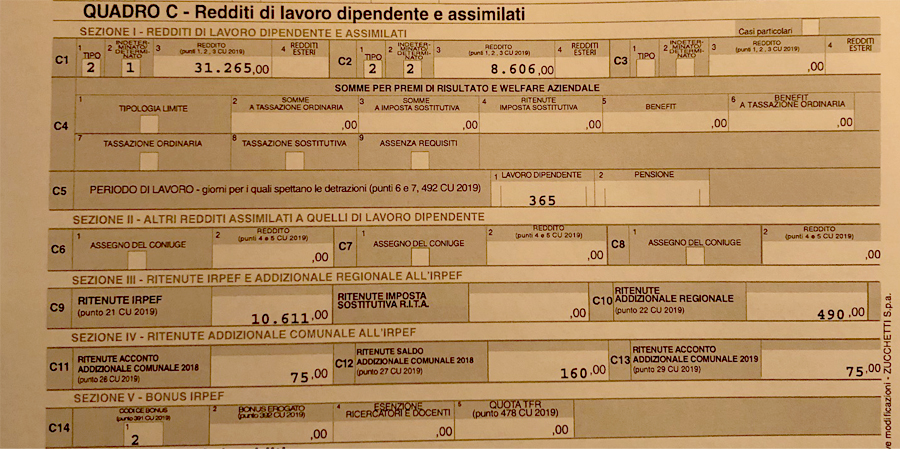 QUADRO C - Redditi di lavoro dipendente e assimilati
SEZIONE I - REDDITI DI LAVORO DIPENDENTE E ASSIMILATI
Casi particolari
C1 1 TIPO 2 2 INDETERMINATO/DETERMINATO 1 3 REDDITO (punti 1, 2, 3 CU 2019) 31.265,00 4 REDDITI ESTERI
C2 1 TIPO 2 2 INDETERMINATO/DETERMINATO 2 3 REDDITO (punti 1, 2, 3 CU 2019) 8.606,00 4 REDDITI ESTERI
C3 1 TIPO 2 INDETERMINATO/DETERMINATO 3 REDDITO (punti 1, 2, 3 CU 2019) ,00 4 REDDITI ESTERI
SOMME PER PREMI DI RISULTATO E WELFARE AZIENDALE
C4 1 TIPOLOGIA LIMITE 2 SOMME A TASSAZIONE ORDINARIA ,00 3 SOMME A IMPOSTA SOSTITUTIVA ,00 4 RITENUTE IMPOSTA SOSTITUTIVA ,00 5 BENEFIT ,00 6 BENEFIT A TASSAZIONE ORDINARIA ,00
7 TASSAZIONE ORDINARIA 8 TASSAZIONE SOSTITUTIVA 9 ASSENZA REQUISITI
C5 PERIODO DI LAVORO - giorni per i quali spettano le detrazioni (punti 6 e 7, 492 CU 2019) 1 LAVORO DIPENDENTE 365 2 PENSIONE
SEZIONE II - ALTRI REDDITI ASSIMILATI A QUELLI DI LAVORO DIPENDENTE
C6 1 ASSEGNO DEL CONIUGE 2 REDDITO (punti 4 e 5 CU 2019) ,00
C7 1 ASSEGNO DEL CONIUGE 2 REDDITO (punti 4 e 5 CU 2019) ,00
C8 1 ASSEGNO DEL CONIUGE 2 REDDITO (punti 4 e 5 CU 2019) ,00
SEZIONE III - RITENUTE IRPEF E ADDIZIONALE REGIONALE ALL'IRPEF
C9 RITENUTE IRPEF (punto 21 CU 2019) 10.611,00 RITENUTE IMPOSTA SOSTITUTIVA R.I.T.A. ,00
C10 RITENUTE ADDIZIONALE REGIONALE (punto 22 CU 2019) 490,00
SEZIONE IV - RITENUTE ADDIZIONALE COMUNALE ALL'IRPEF
C11 RITENUTE ACCONTO ADDIZIONALE COMUNALE 2018 (punto 26 CU 2019) 75,00
C12 RITENUTE SALDO ADDIZIONALE COMUNALE 2018 (punto 27 CU 2019) 160,00
C13 RITENUTE ACCONTO ADDIZIONALE COMUNALE 2019 (punto 29 CU 2019) 75,00
SEZIONE V - BONUS IRPEF
C14 CODICE BONUS (punto 391 CU 2019) 1 2 BONUS EROGATO (punto 392 CU 2019) ,00 4 ESENZIONE RICERCATORI E DOCENTI ,00 QUOTA TFR (punto 478 CU 2019) ,00
ve modificazioni - ZUCCHETTI S.p.a.